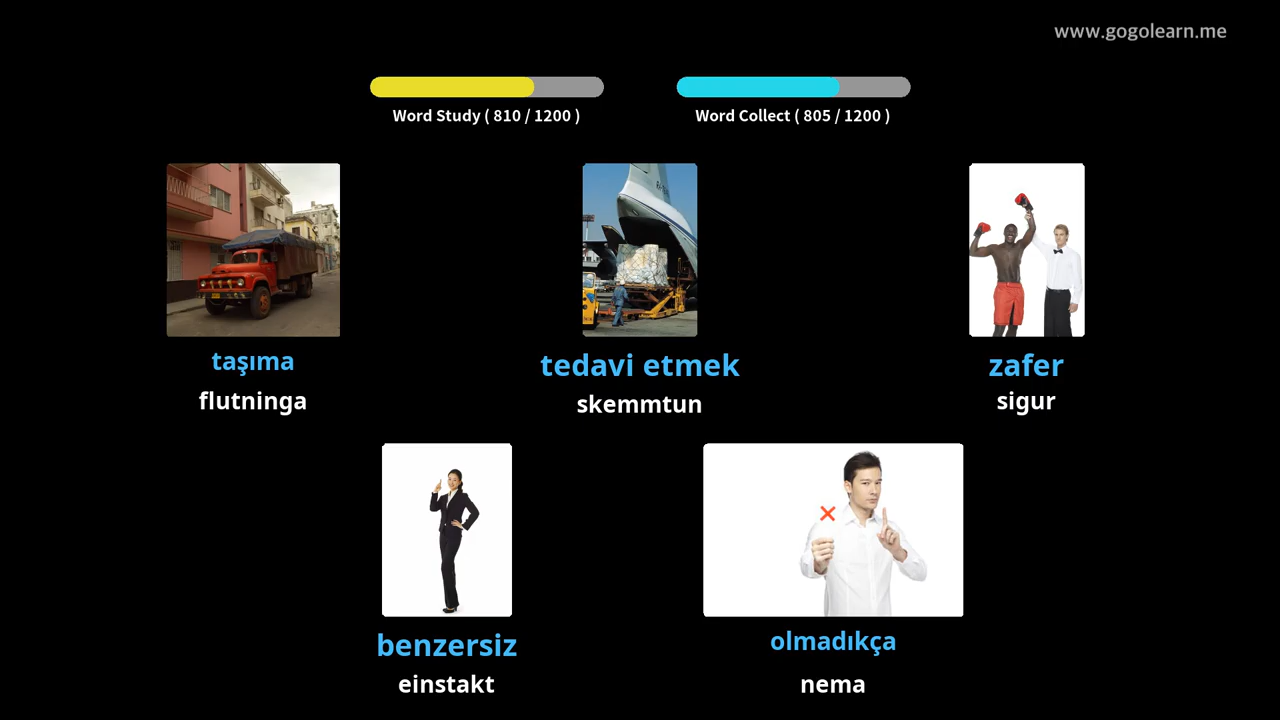 www.gogolearn.me
Word Study ( 810 / 1200 )
Word Collect ( 805 / 1200 )
taşıma
flutninga
tedavi etmek
skemmtun
zafer
sigur
benzersiz
einstakt
olmadıkça
nema